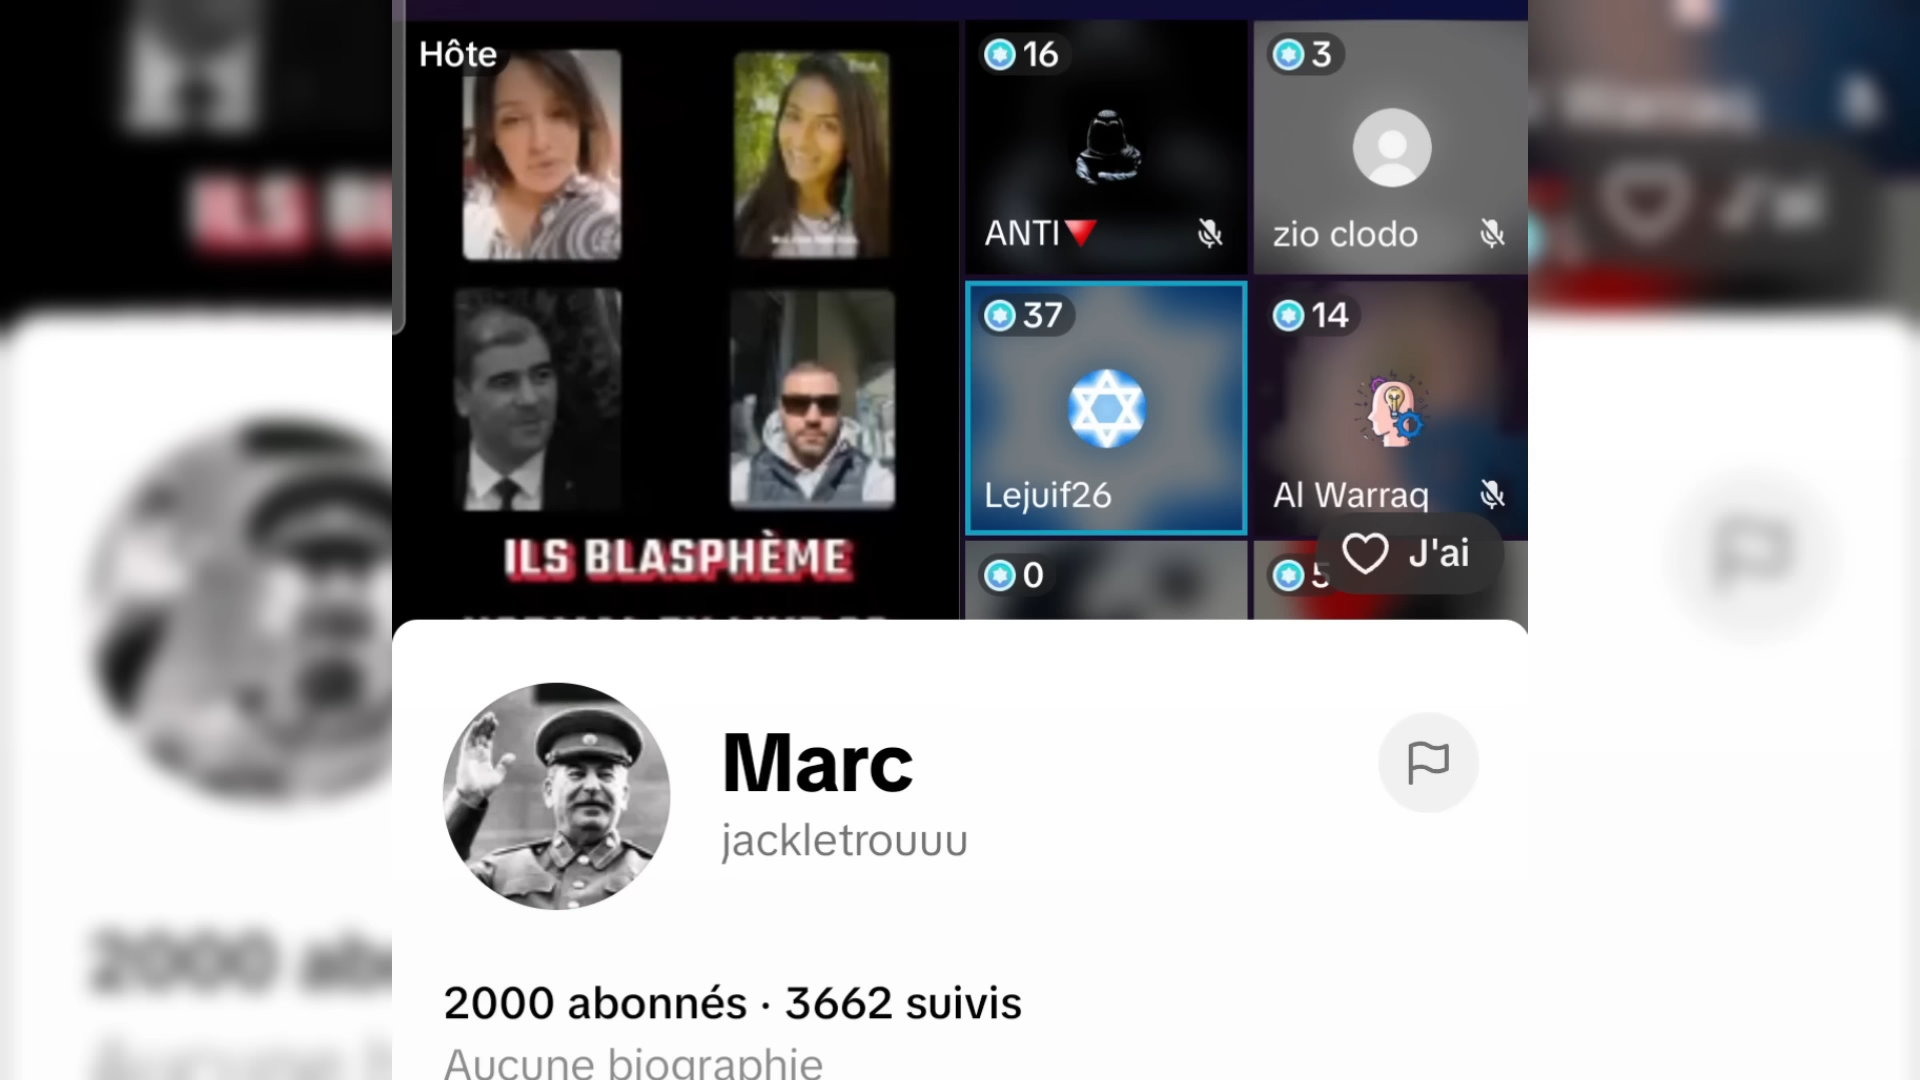 Hôte
16
3
ANTI
zio clodo
37
14
Lejuif26
Al Warraq
ILS BLASPHÈME
0
5
J'ai
Marc
jackletrouuu
2000 abonnés · 3662 suivis
Aucune biographie